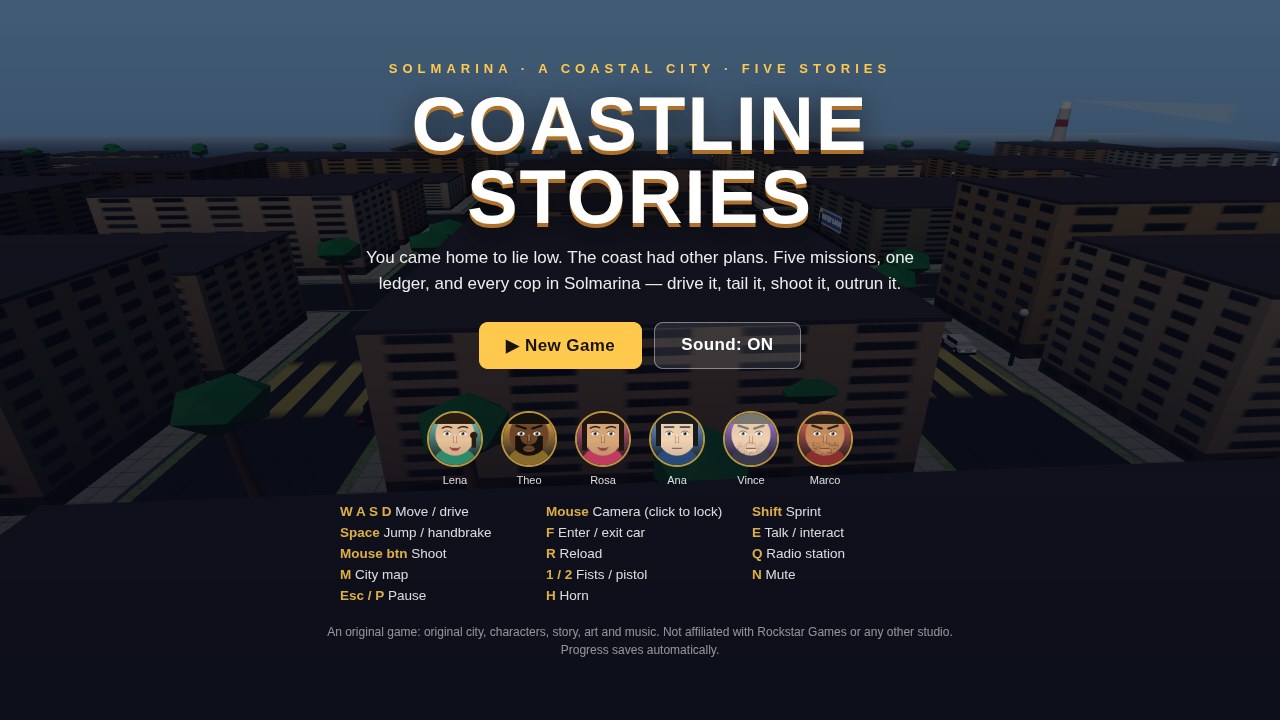 SOLMARINA · A COASTAL CITY · FIVE STORIES
COASTLINE
STORIES
You came home to lie low. The coast had other plans. Five missions, one
ledger, and every cop in Solmarina — drive it, tail it, shoot it, outrun it.
▶ New Game
Sound: ON
Lena Theo Rosa Ana Vince Marco
W A S D Move / drive
Mouse Camera (click to lock)
Shift Sprint
Space Jump / handbrake
F Enter / exit car
E Talk / interact
Mouse btn Shoot
R Reload
Q Radio station
M City map
1 / 2 Fists / pistol
N Mute
Esc / P Pause
H Horn
An original game: original city, characters, story, art and music. Not affiliated with Rockstar Games or any other studio.
Progress saves automatically.